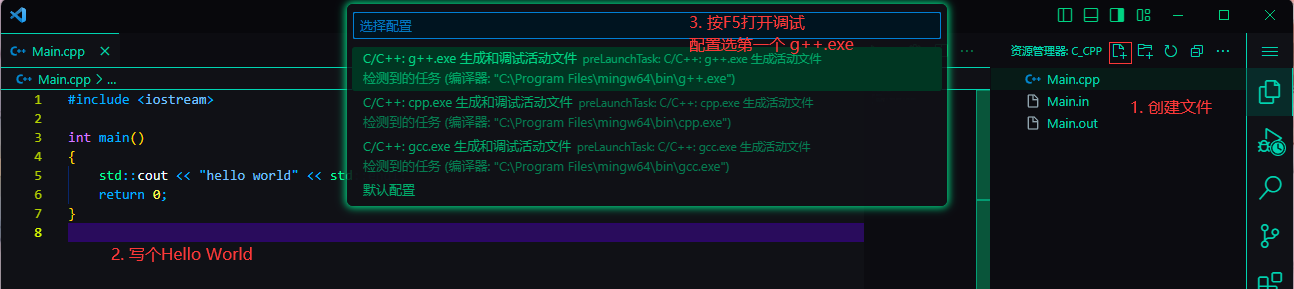 选择配置
3. 按F5打开调试
配置选第一个 g++.exe
C/C++: g++.exe 生成和调试活动文件 preLaunchTask: C/C++: g++.exe 生成活动文件
检测到的任务 (编译器: "C:\Program Files\mingw64\bin\g++.exe")
C/C++: cpp.exe 生成和调试活动文件 preLaunchTask: C/C++: cpp.exe 生成活动文件
检测到的任务 (编译器: "C:\Program Files\mingw64\bin\cpp.exe")
C/C++: gcc.exe 生成和调试活动文件 preLaunchTask: C/C++: gcc.exe 生成活动文件
检测到的任务 (编译器: "C:\Program Files\mingw64\bin\gcc.exe")
默认配置
Main.cpp
Main.cpp > ...
1 #include <iostream>
2
3 int main()
4 {
5 std::cout << "hello world" << std
6 return 0;
7 }
8
2. 写个Hello World
资源管理器: C_CPP
Main.cpp
Main.in
Main.out
1. 创建文件